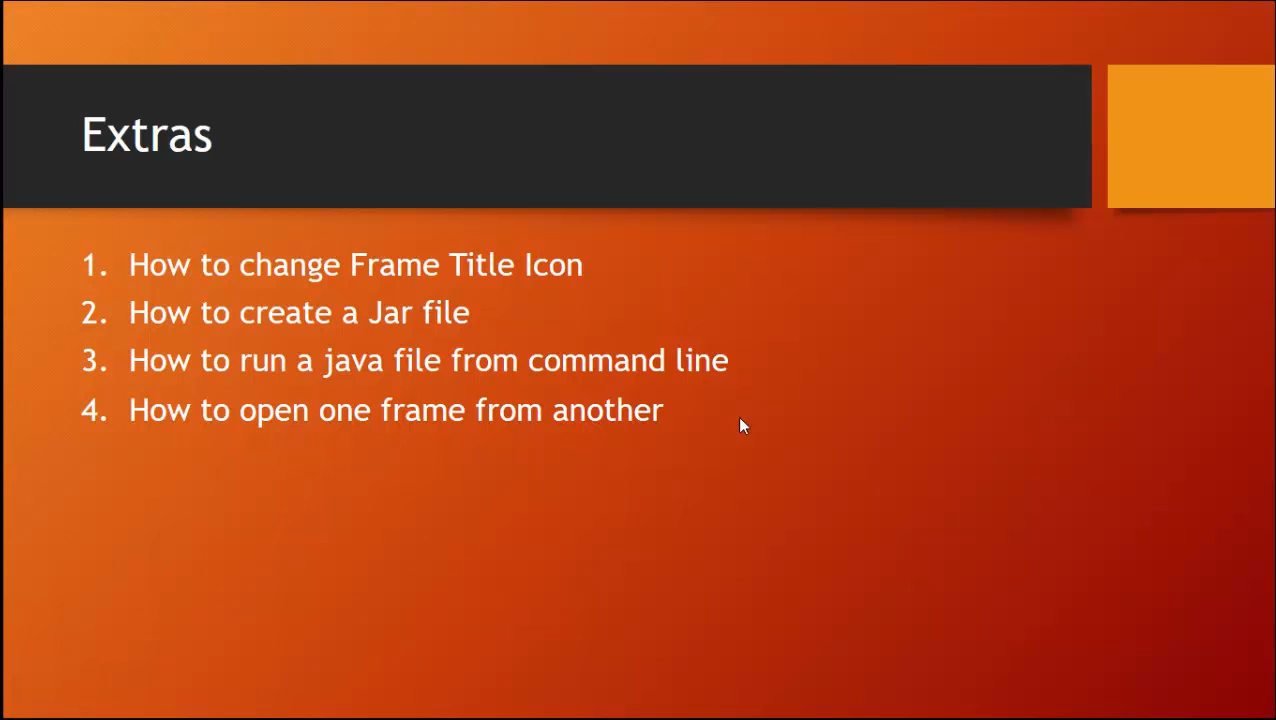 Extras
1. How to change Frame Title Icon
2. How to create a Jar file
3. How to run a java file from command line
4. How to open one frame from another